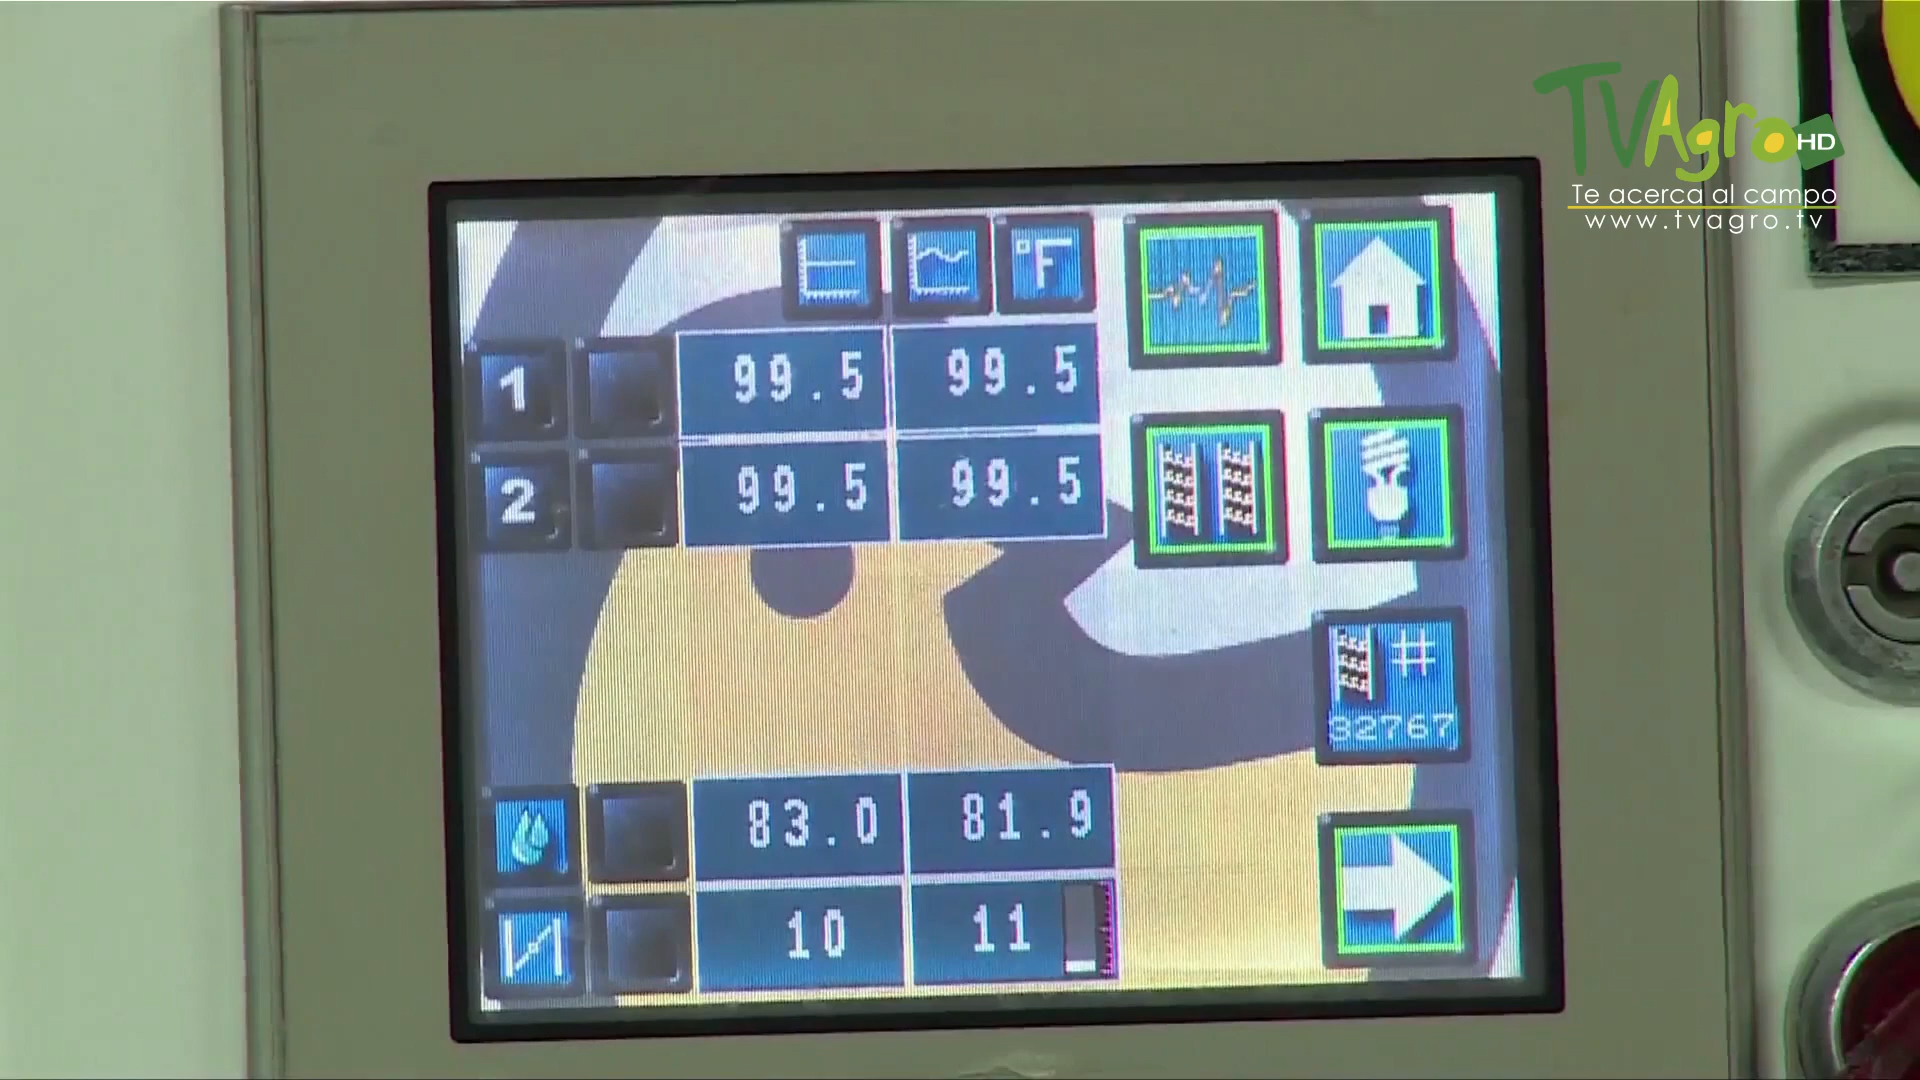 TVAgro HD
Te acerca al campo
www.tvagro.tv
°F
1 99.5 99.5
2 99.5 99.5
#
32767
83.0 81.9
10 11